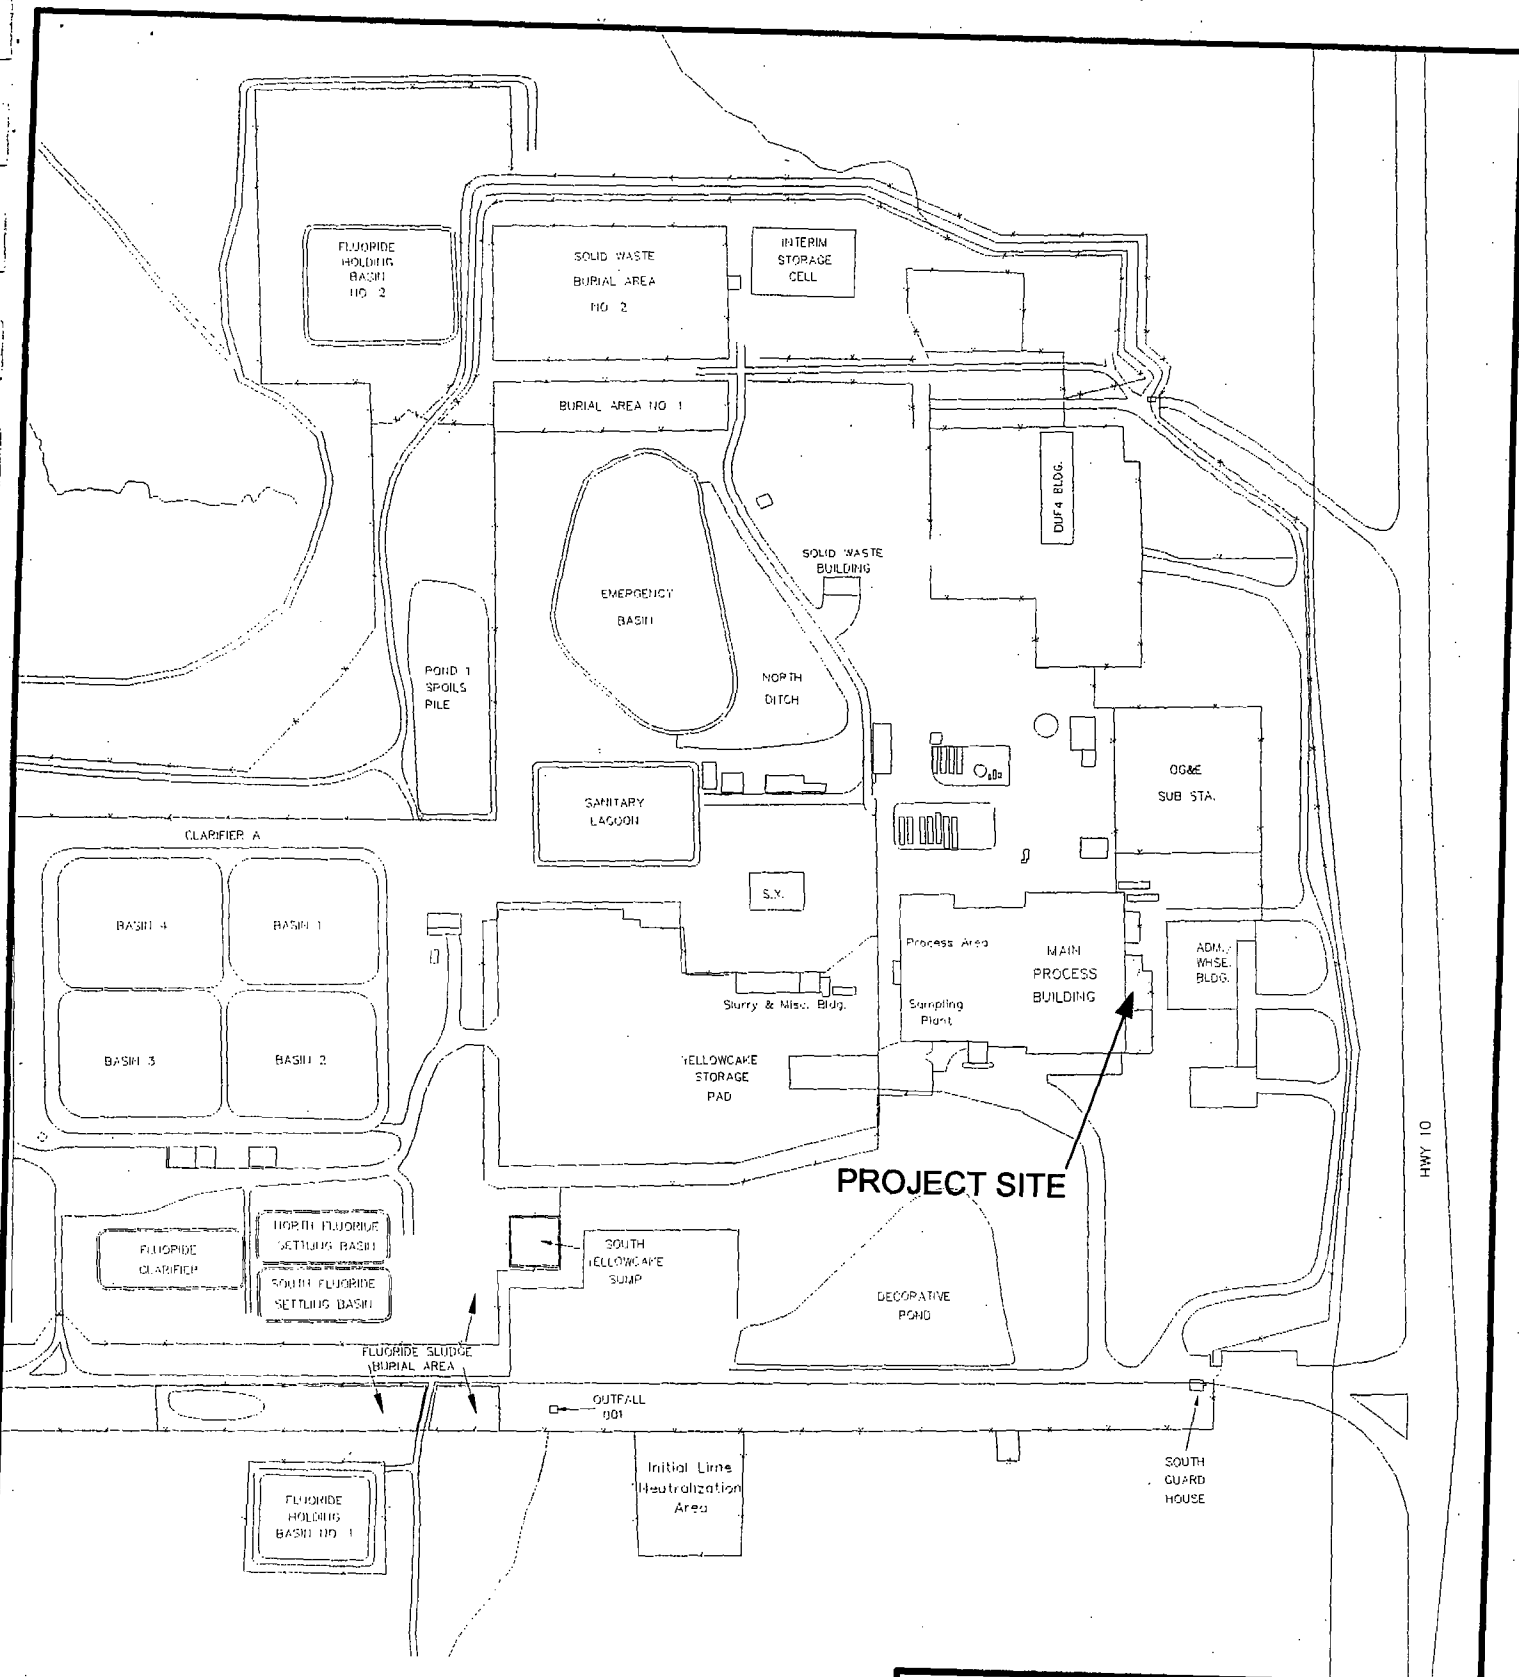 FLUORIDE
HOLDING
BASIN
NO 2
SOLID WASTE
BURIAL AREA
NO 2
INTERIM
STORAGE
CELL
BURIAL AREA NO 1
DUF4 BLDG.
SOLID WASTE
BUILDING
EMERGENCY
BASIN
POND 1
SPOILS
PILE
NORTH
DITCH
OG&E
SUB STA.
SANITARY
LAGOON
CLARIFIER A
S.X.
BASIN 4
BASIN 1
Process Area
MAIN
PROCESS
BUILDING
ADM./
WHSE.
BLDG.
Slurry & Misc. Bldg.
Sampling
Plant
BASIN 3
BASIN 2
YELLOWCAKE
STORAGE
PAD
HWY 10
PROJECT SITE
NORTH FLUORIDE
SETTLING BASIN
FLUORIDE
CLARIFIER
SOUTH FLUORIDE
SETTLING BASIN
SOUTH
YELLOWCAKE
SUMP
DECORATIVE
POND
FLUORIDE SLUDGE
BURIAL AREA
OUTFALL
001
SOUTH
GUARD
HOUSE
Initial Lime
Neutralization
Area
FLUORIDE
HOLDING
BASIN NO 1